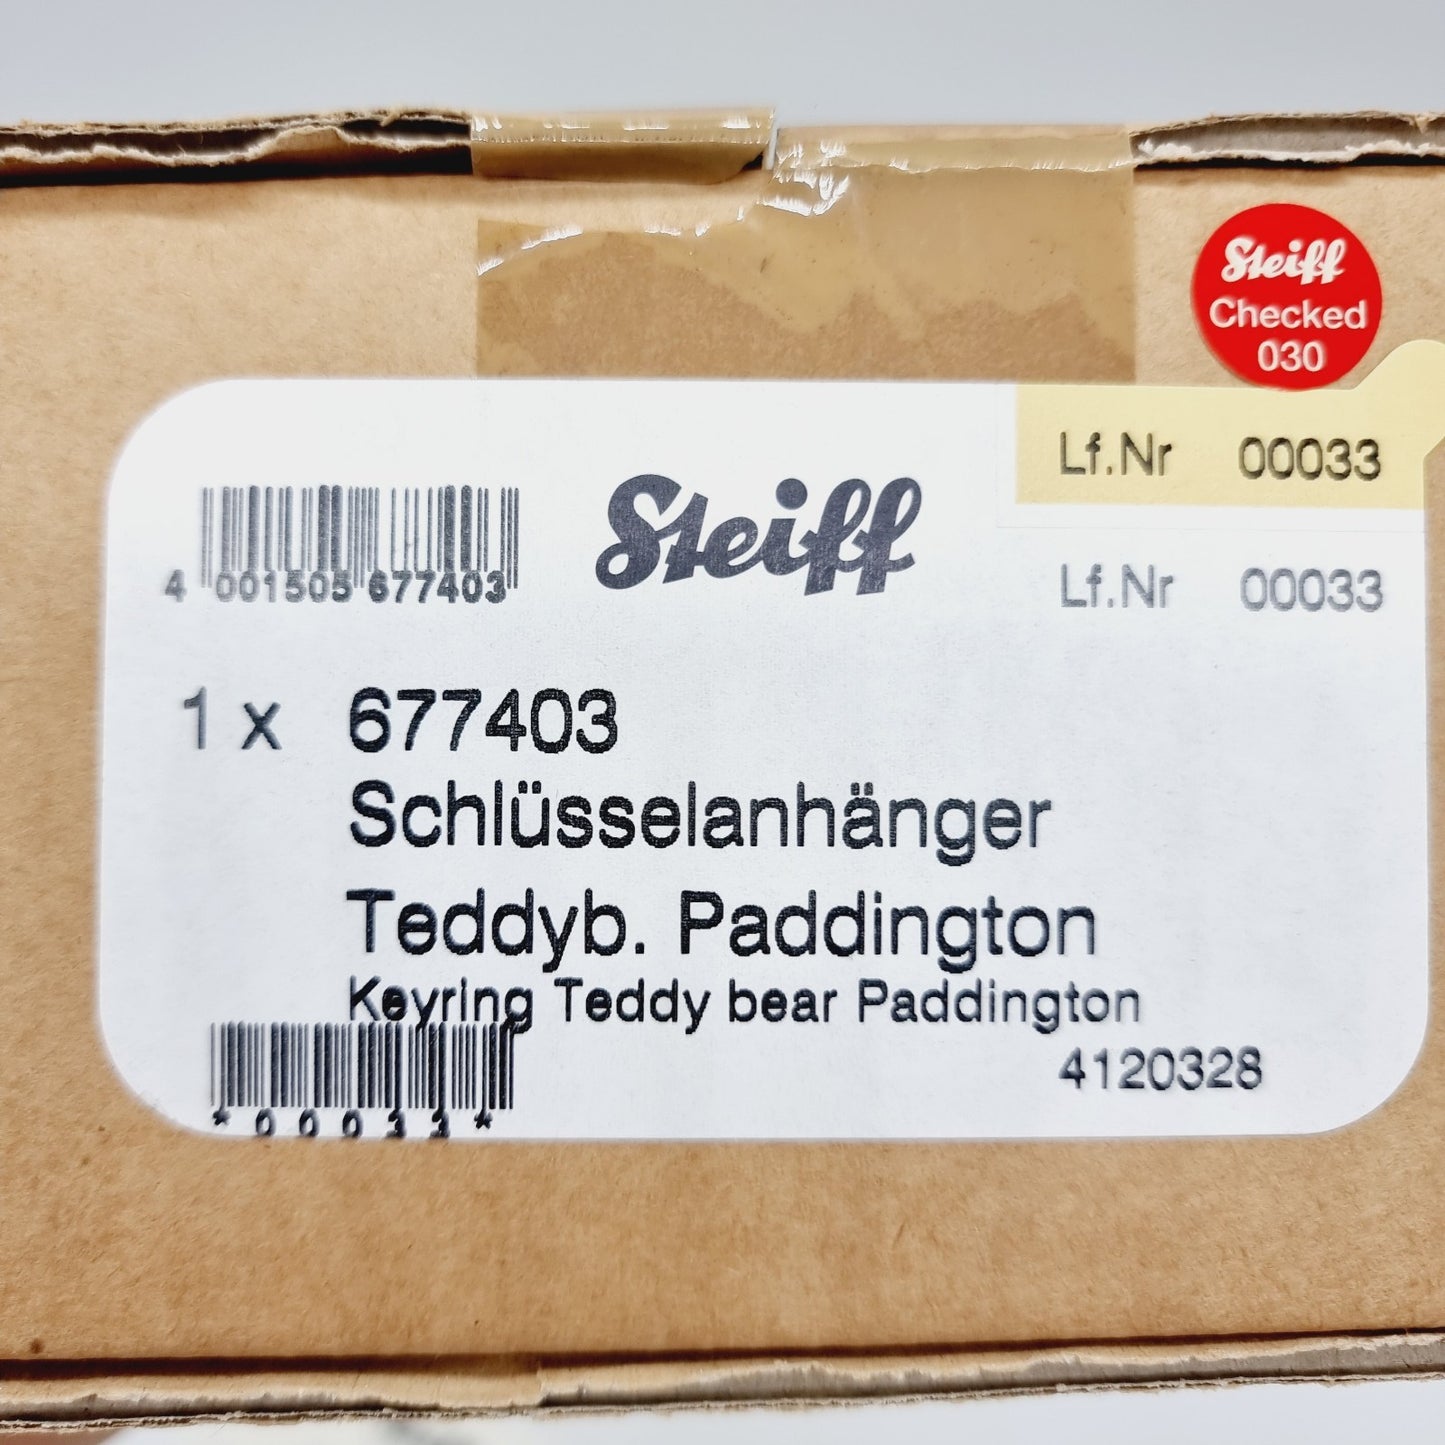 Steiff
Checked
030
Lf.Nr 00033
Steiff
Lf.Nr 00033
4 001505 677403
1 x 677403
Schlüsselanhänger
Teddyb. Paddington
Keyring Teddy bear Paddington
4120328
*00033*